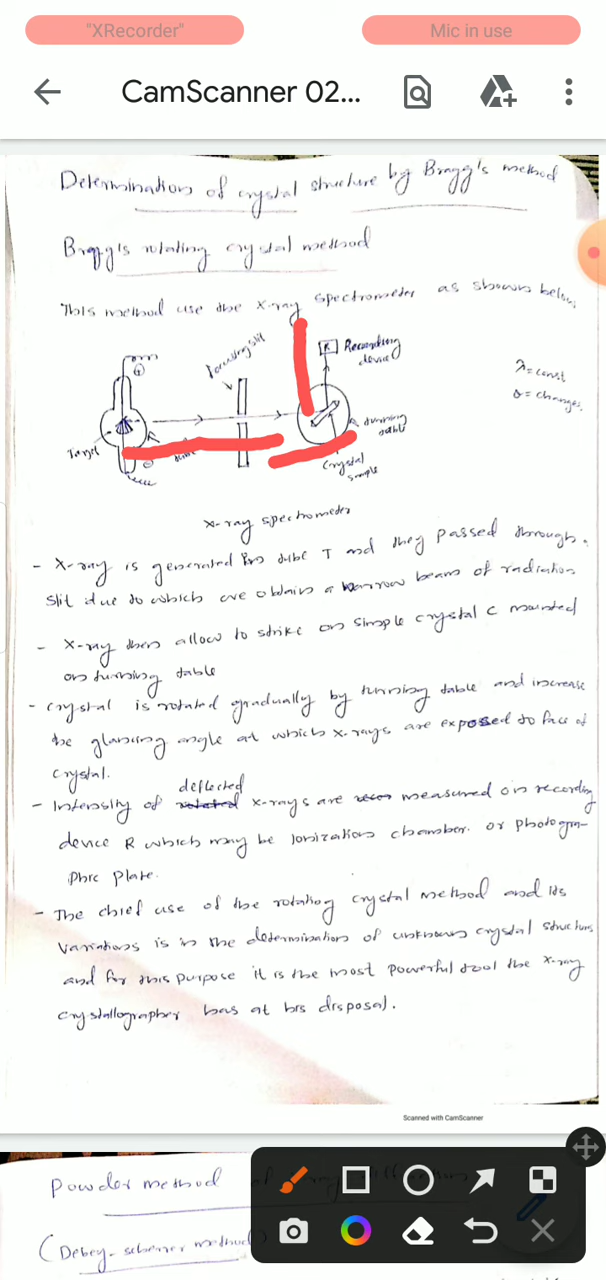 "XRecorder"
Mic in use
CamScanner 02...
Determination of crystal structure by Bragg's method
Bragg's rotating crystal method
This method use the x-ray spectrometer as shown below,
Focussing slit
R Recording device
λ = const
θ = changes
Target
turning table
Crystal sample
x-ray spectrometer
- X-ray is generated in tube T and they passed through
slit due to which we obtain a narrow beam of radiation
- X-ray then allow to strike on simple crystal C mounted
on turning table
- Crystal is rotated gradually by turning table and increase
the glancing angle at which x-rays are exposed to face of
crystal.
- Intensity of deflected x-rays are measured on recording
device R which may be Ionization chamber. or photogra-
phic plate.
- The chief use of the rotating crystal method and its
Variations is in the determination of unknown crystal structure
and for this purpose it is the most powerful tool the x-ray
crystallographer has at his disposal.
Scanned with CamScanner
powder method
(Debey-scherrer method)